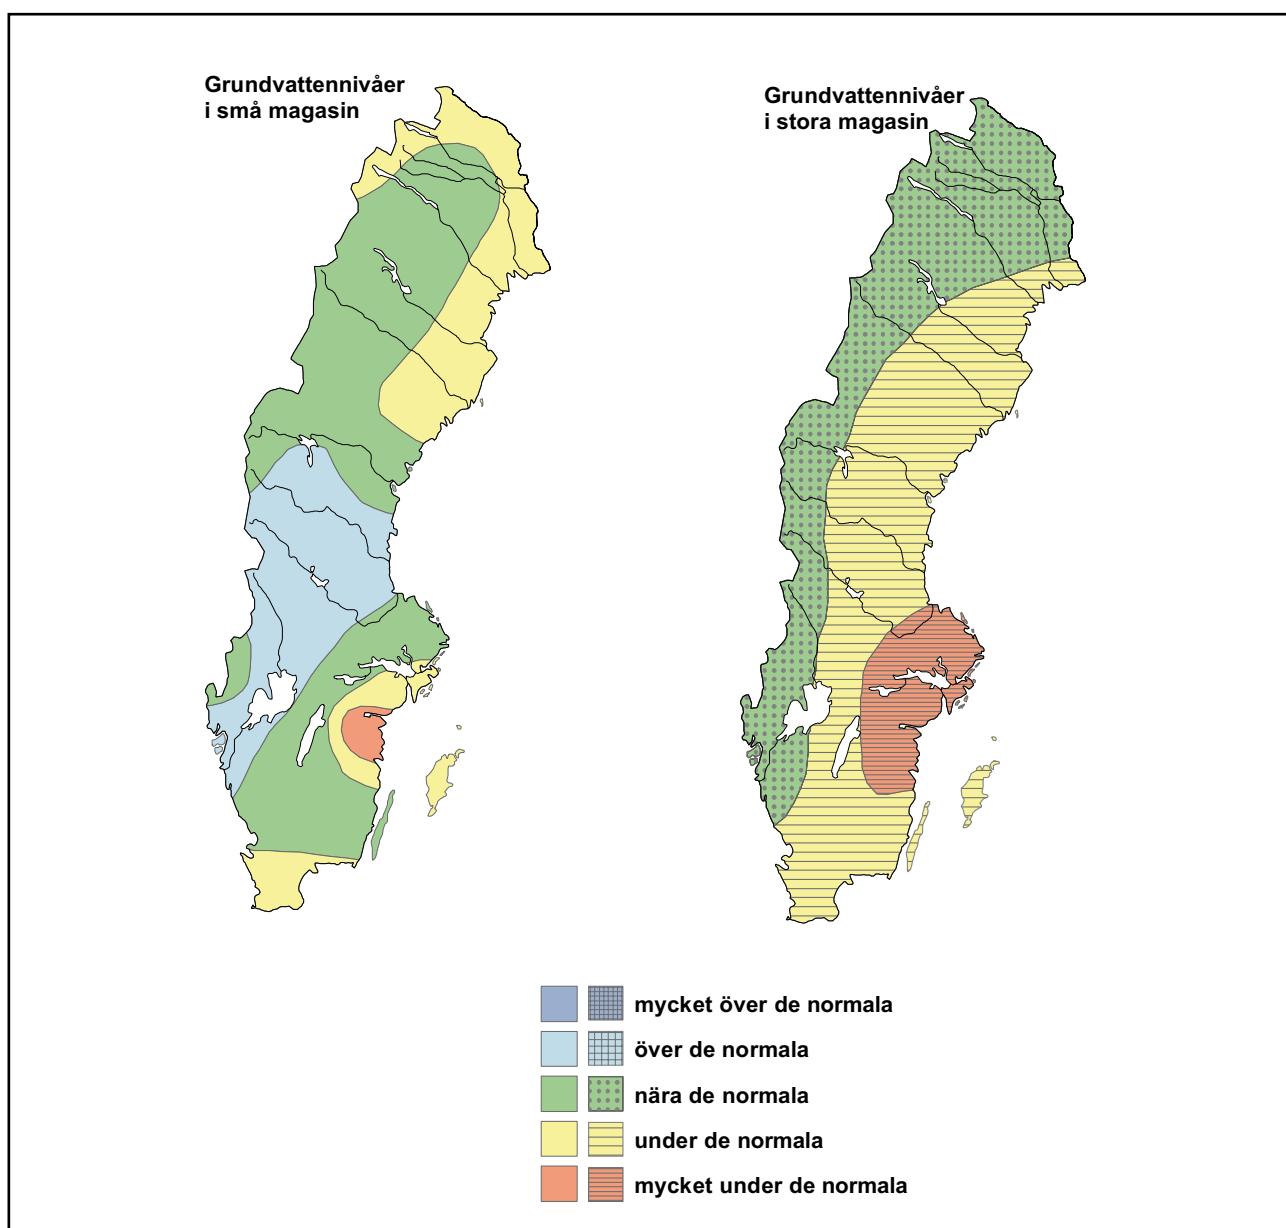 Grundvattennivåer
i små magasin
Grundvattennivåer
i stora magasin
mycket över de normala
över de normala
nära de normala
under de normala
mycket under de normala